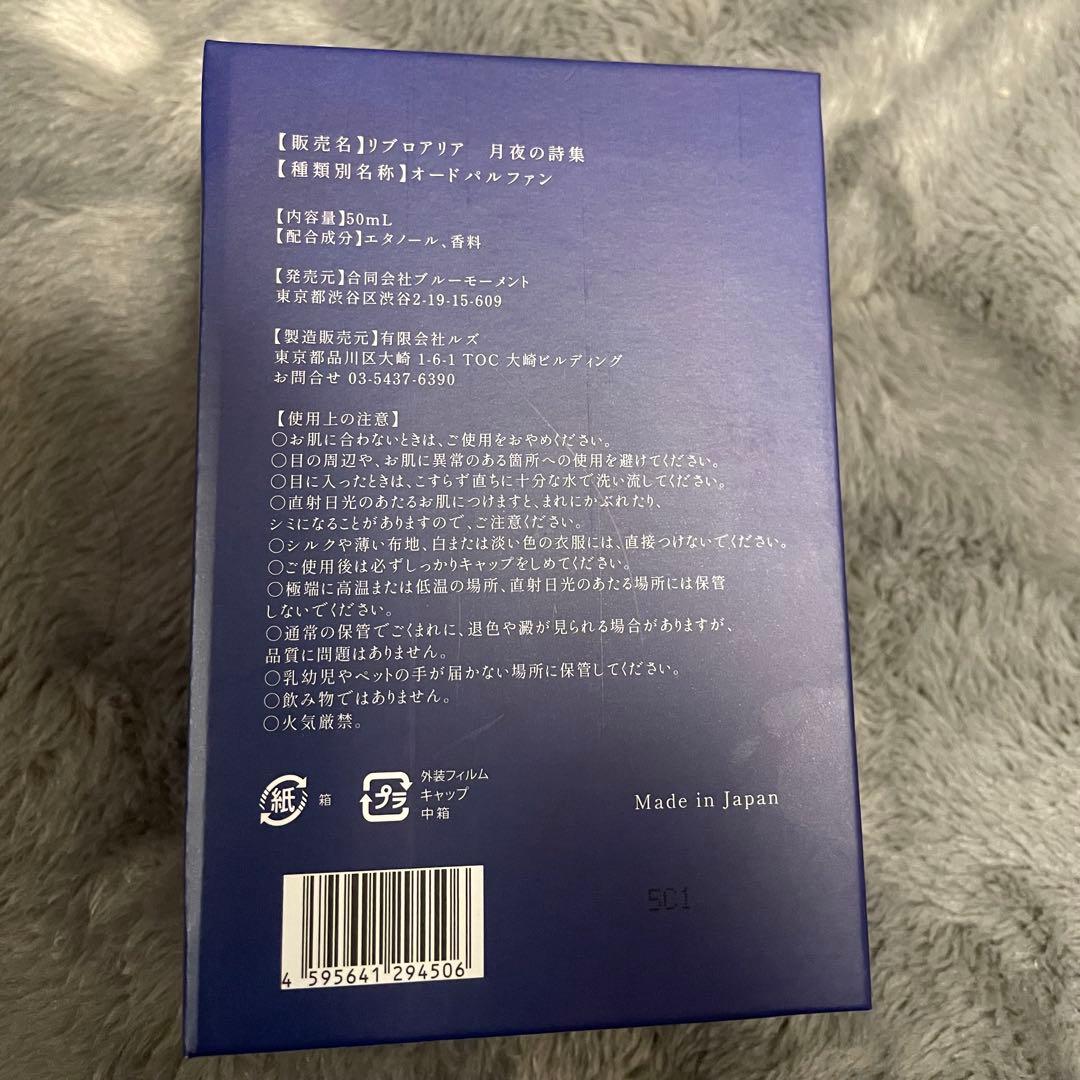 【販売名】リブロアリア　月夜の詩集
【種類別名称】オードパルファン
【内容量】50mL
【配合成分】エタノール、香料
【発売元】合同会社ブルーモーメント
東京都渋谷区渋谷2-19-15-609
【製造販売元】有限会社ルズ
東京都品川区大崎 1-6-1 TOC 大崎ビルディング
お問合せ 03-5437-6390
【使用上の注意】
○お肌に合わないときは、ご使用をおやめください。
○目の周辺や、お肌に異常のある箇所への使用を避けてください。
○目に入ったときは、こすらず直ちに十分な水で洗い流してください。
○直射日光のあたるお肌につけますと、まれにかぶれたり、
シミになることがありますので、ご注意ください。
○シルクや薄い布地、白または淡い色の衣服には、直接つけないでください。
○ご使用後は必ずしっかりキャップをしめてください。
○極端に高温または低温の場所、直射日光のあたる場所には保管
しないでください。
○通常の保管でごくまれに、退色や澱が見られる場合がありますが、
品質に問題はありません。
○乳幼児やペットの手が届かない場所に保管してください。
○飲み物ではありません。
○火気厳禁。
紙 箱
プラ 外装フィルム
キャップ
中箱
Made in Japan
5C1
4 595641 294506